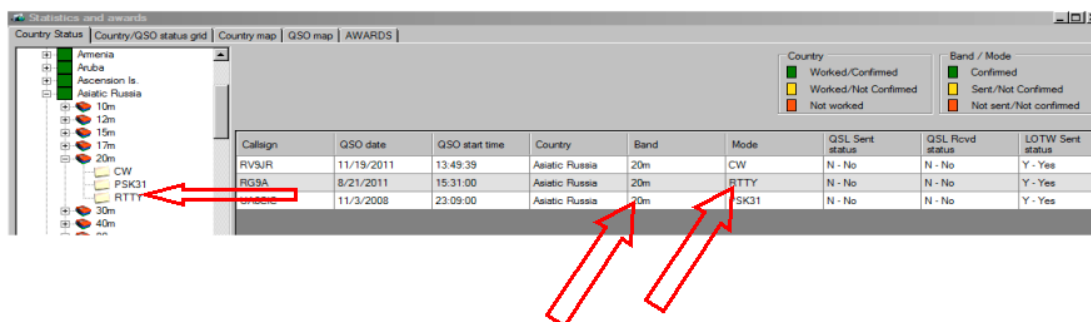 Statistics and awards
Country Status Country/QSO status grid Country map QSO map AWARDS
Armenia
Aruba
Ascension Is.
Asiatic Russia
10m
12m
15m
17m
20m
CW
PSK31
RTTY
30m
40m
Country
Worked/Confirmed
Worked/Not Confirmed
Not worked
Band / Mode
Confirmed
Sent/Not Confirmed
Not sent/Not confirmed
Callsign QSO date QSO start time Country Band Mode QSL Sent status QSL Rcvd status LOTW Sent status
RV9JR 11/19/2011 13:49:39 Asiatic Russia 20m CW N - No N - No Y - Yes
RG9A 8/21/2011 15:31:00 Asiatic Russia 20m RTTY N - No N - No Y - Yes
11/3/2008 23:09:00 Asiatic Russia 20m PSK31 N - No N - No Y - Yes